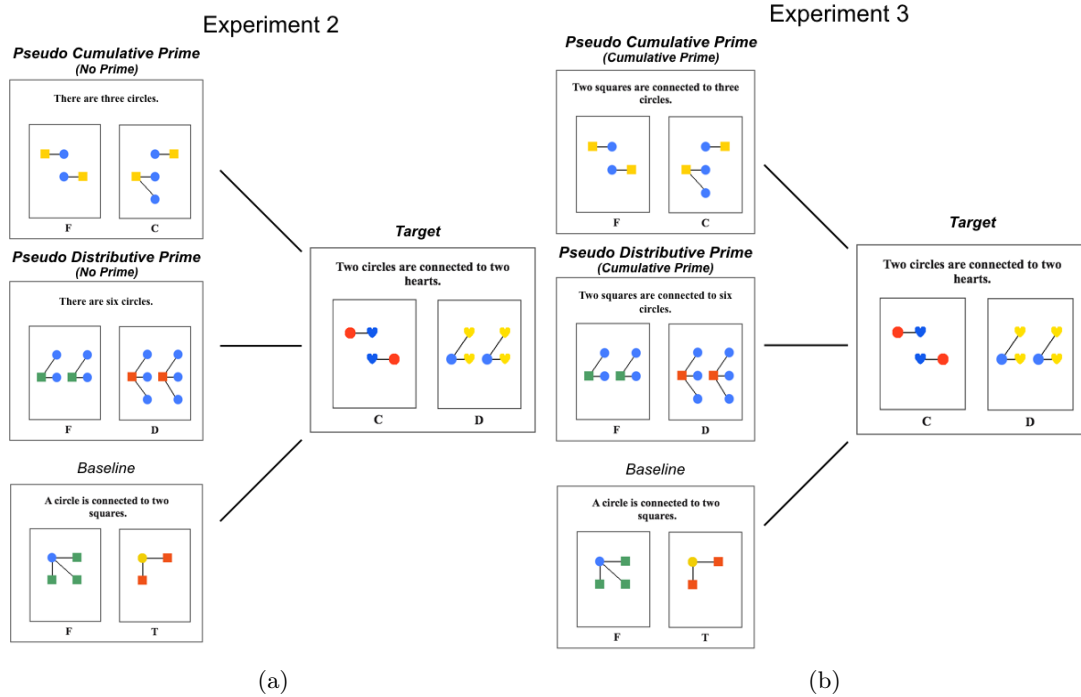 Experiment 2
Pseudo Cumulative Prime
(No Prime)
There are three circles.
F
C
Pseudo Distributive Prime
(No Prime)
There are six circles.
F
D
Baseline
A circle is connected to two
squares.
F
T
Target
Two circles are connected to two
hearts.
C
D
(a)
Experiment 3
Pseudo Cumulative Prime
(Cumulative Prime)
Two squares are connected to three
circles.
F
C
Pseudo Distributive Prime
(Cumulative Prime)
Two squares are connected to six
circles.
F
D
Baseline
A circle is connected to two
squares.
F
T
Target
Two circles are connected to two
hearts.
C
D
(b)